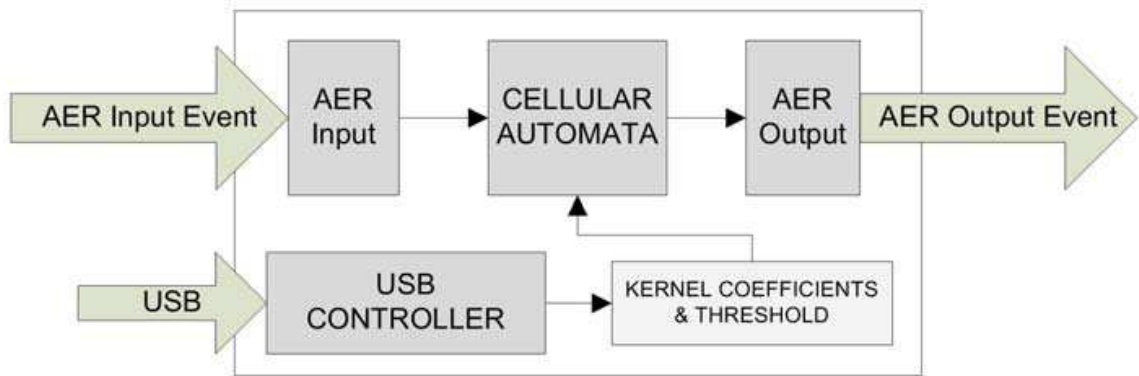 AER Input Event
AER
Input
CELLULAR
AUTOMATA
AER
Output
AER Output Event
USB
USB
CONTROLLER
KERNEL COEFFICIENTS
& THRESHOLD